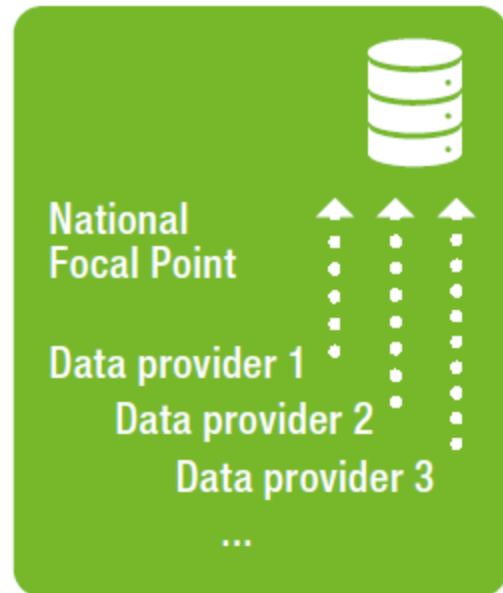 National
Focal Point
Data provider 1
Data provider 2
Data provider 3
...